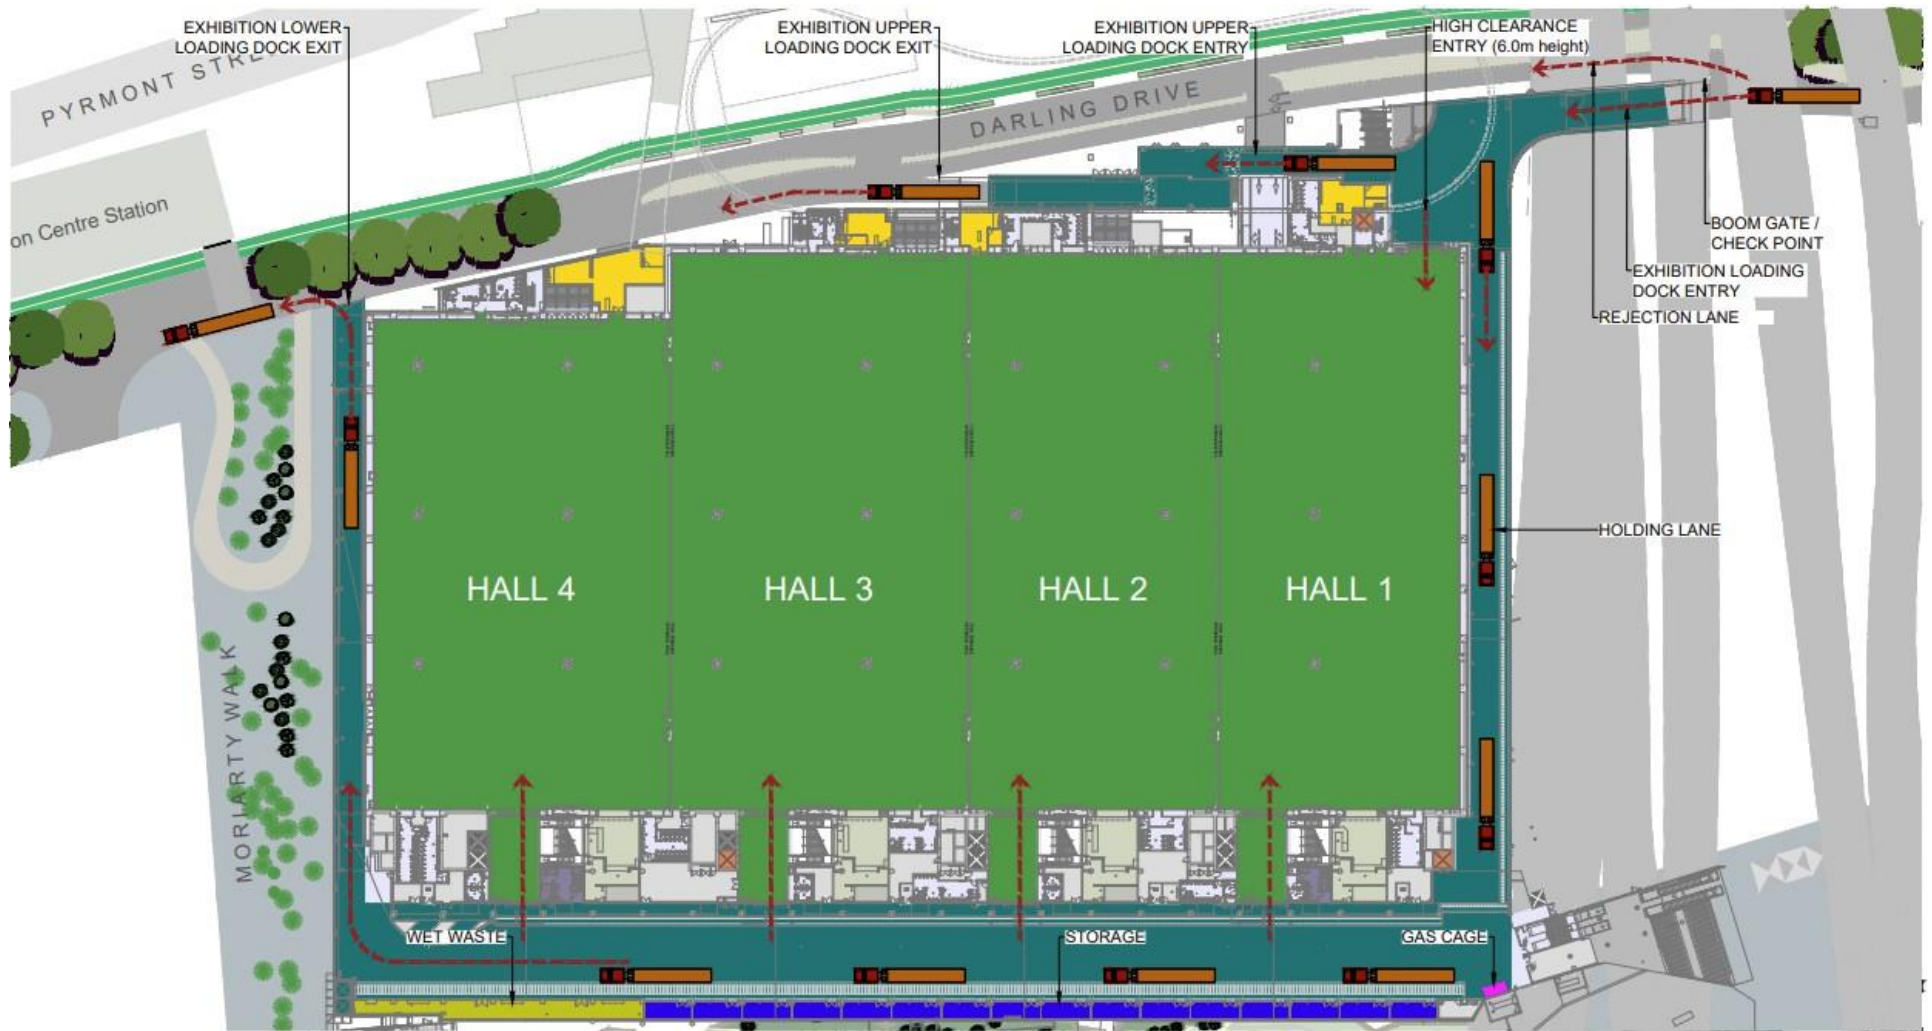 EXHIBITION LOWER
LOADING DOCK EXIT
EXHIBITION UPPER
LOADING DOCK EXIT
EXHIBITION UPPER
LOADING DOCK ENTRY
HIGH CLEARANCE
ENTRY (6.0m height)
PYRMONT
DARLING DRIVE
on Centre Station
BOOM GATE /
CHECK POINT
EXHIBITION LOADING
DOCK ENTRY
REJECTION LANE
HOLDING LANE
HALL 4
HALL 3
HALL 2
HALL 1
MORIARTY WALK
WET WASTE
STORAGE
GAS CAGE